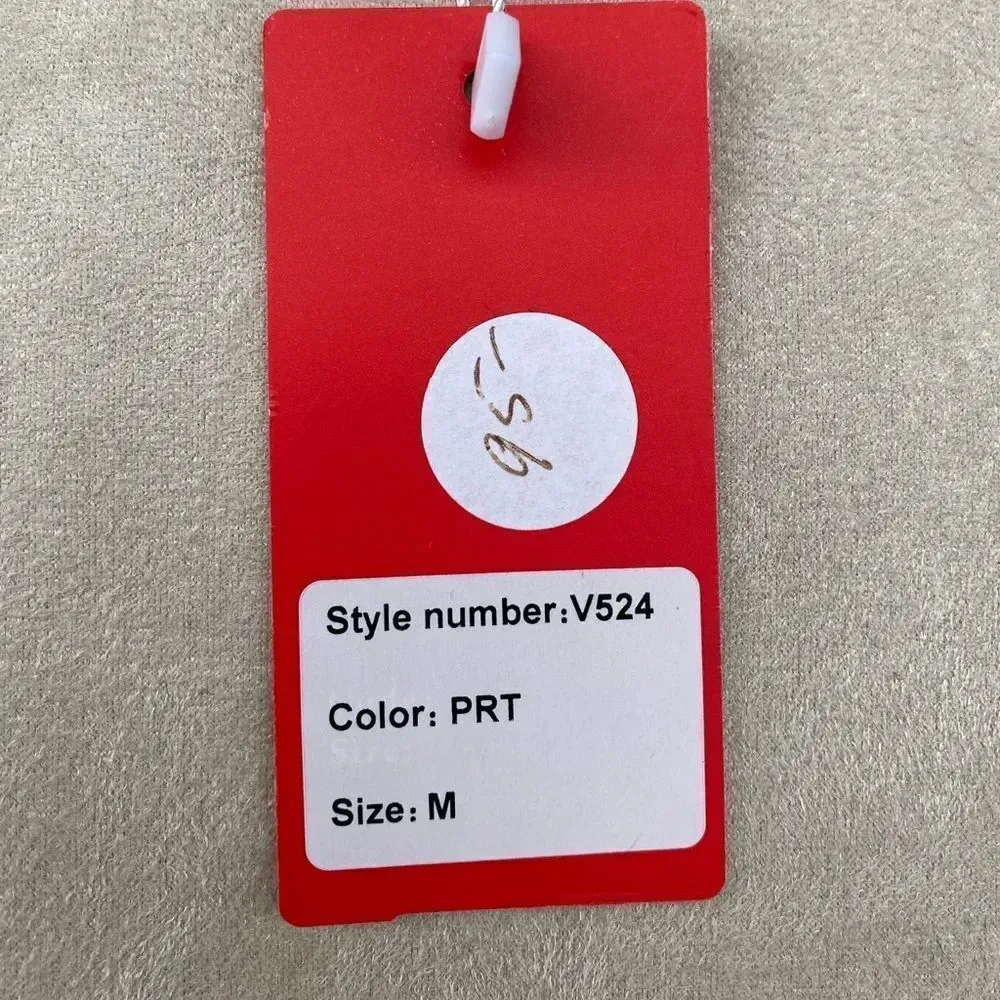 95-
Style number:V524
Color: PRT
Size: M